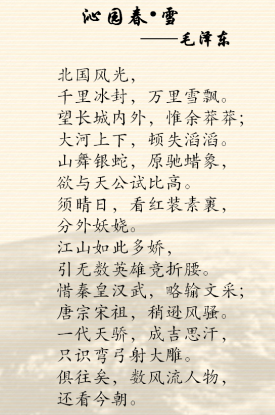 沁园春•雪
——毛泽东
北国风光，
千里冰封，万里雪飘。
望长城内外，惟余莽莽；
大河上下，顿失滔滔。
山舞银蛇，原驰蜡象，
欲与天公试比高。
须晴日，看红装素裹，
分外妖娆。
江山如此多娇，
引无数英雄竞折腰。
惜秦皇汉武，略输文采；
唐宗宋祖，稍逊风骚。
一代天骄，成吉思汗，
只识弯弓射大雕。
俱往矣，数风流人物，
还看今朝。